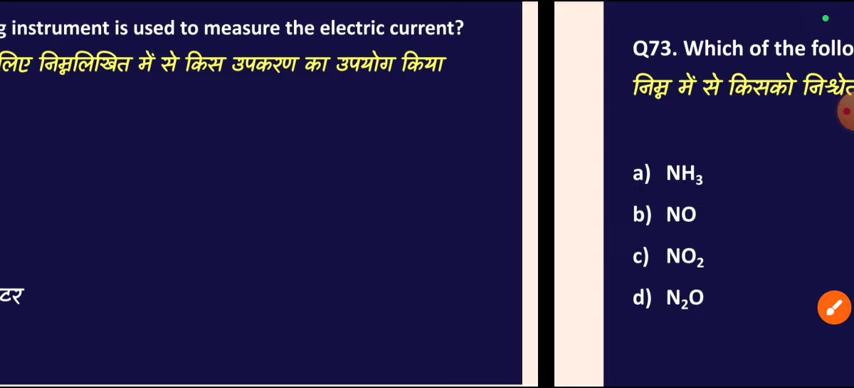 instrument is used to measure the electric current?
लिए निम्नलिखित में से किस उपकरण का उपयोग किया
टर
Q73. Which of the follo
निम्न में से किसको निश्चेत
a) NH₃
b) NO
c) NO₂
d) N₂O